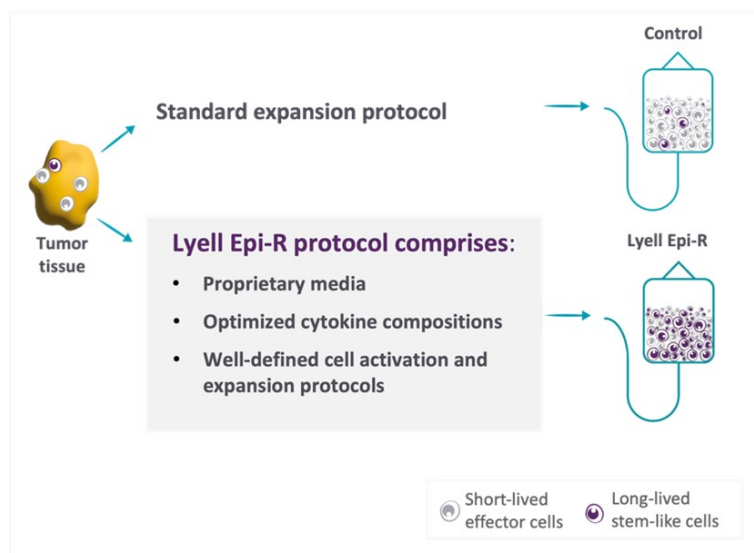 Control
Standard expansion protocol
Tumor
tissue
Lyell Epi-R protocol comprises:
• Proprietary media
• Optimized cytokine compositions
• Well-defined cell activation and
expansion protocols
Lyell Epi-R
Short-lived
effector cells
Long-lived
stem-like cells